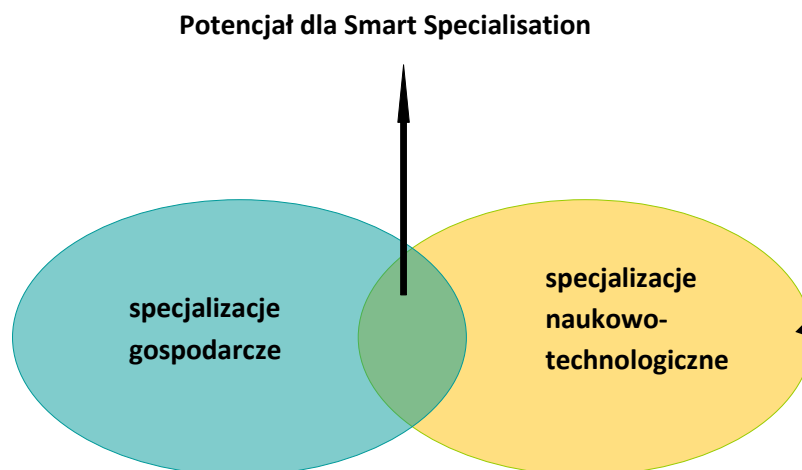 Potencjał dla Smart Specialisation
specjalizacje
gospodarcze
specjalizacje
naukowo-
technologiczne